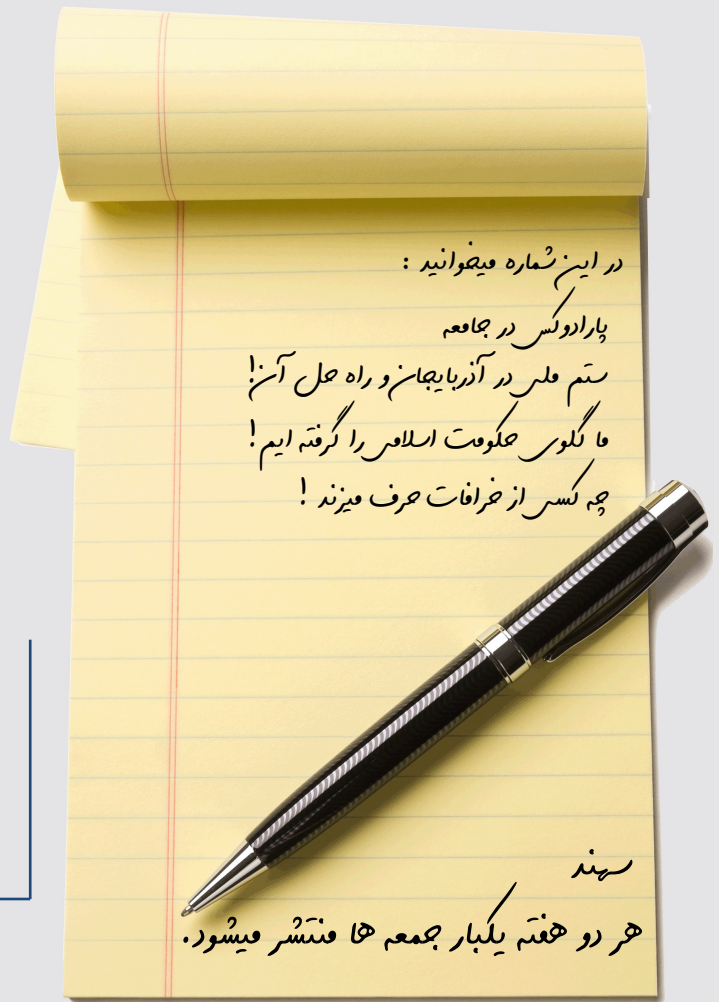 در این شماره میخوانید :
پارادوکس در جامعه
ستم ملی در آذربایجان و راه حل آن!
ما گلوی حکومت اسلامی را گرفته ایم!
چه کسی از خرافات حرف میزند !
سهند
هر دو هفته یکبار جمعه ها منتشر میشود.